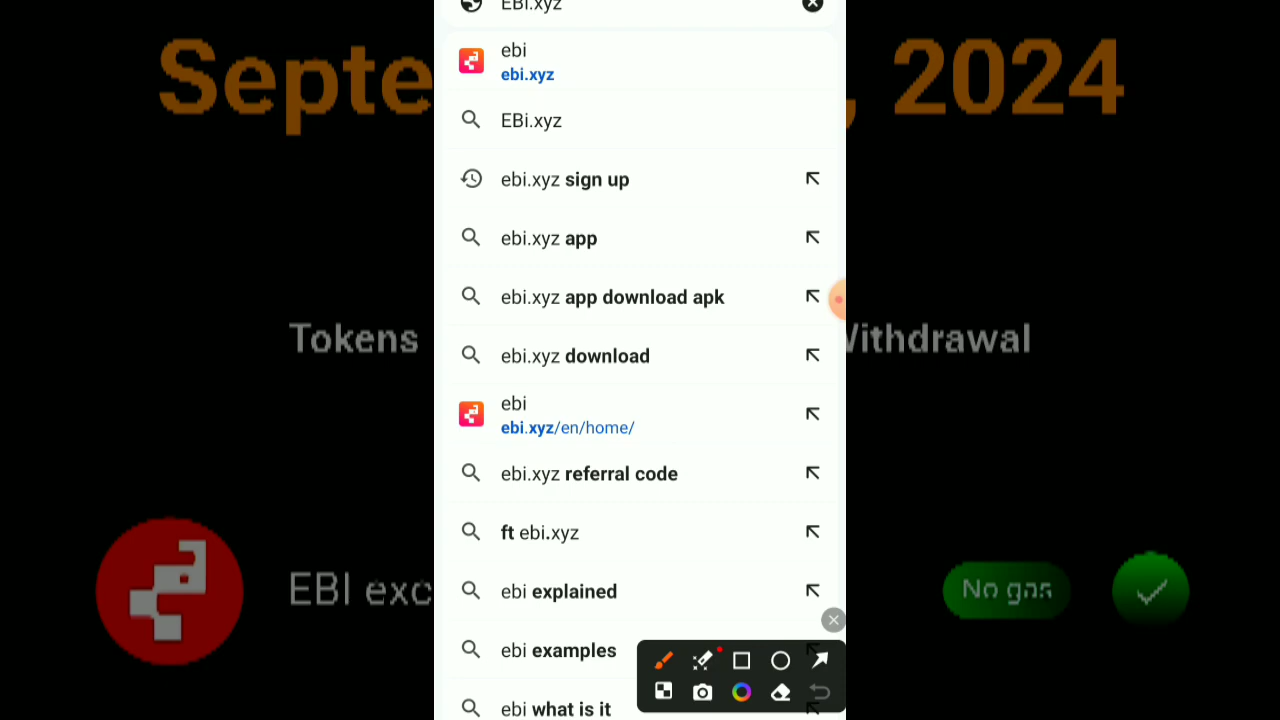 Septe
, 2024
EBi.xyz
ebi
ebi.xyz
EBi.xyz
ebi.xyz sign up
ebi.xyz app
ebi.xyz app download apk
Tokens
Withdrawal
ebi.xyz download
ebi
ebi.xyz/en/home/
ebi.xyz referral code
ft ebi.xyz
EBI exc
No gas
ebi explained
ebi examples
ebi what is it